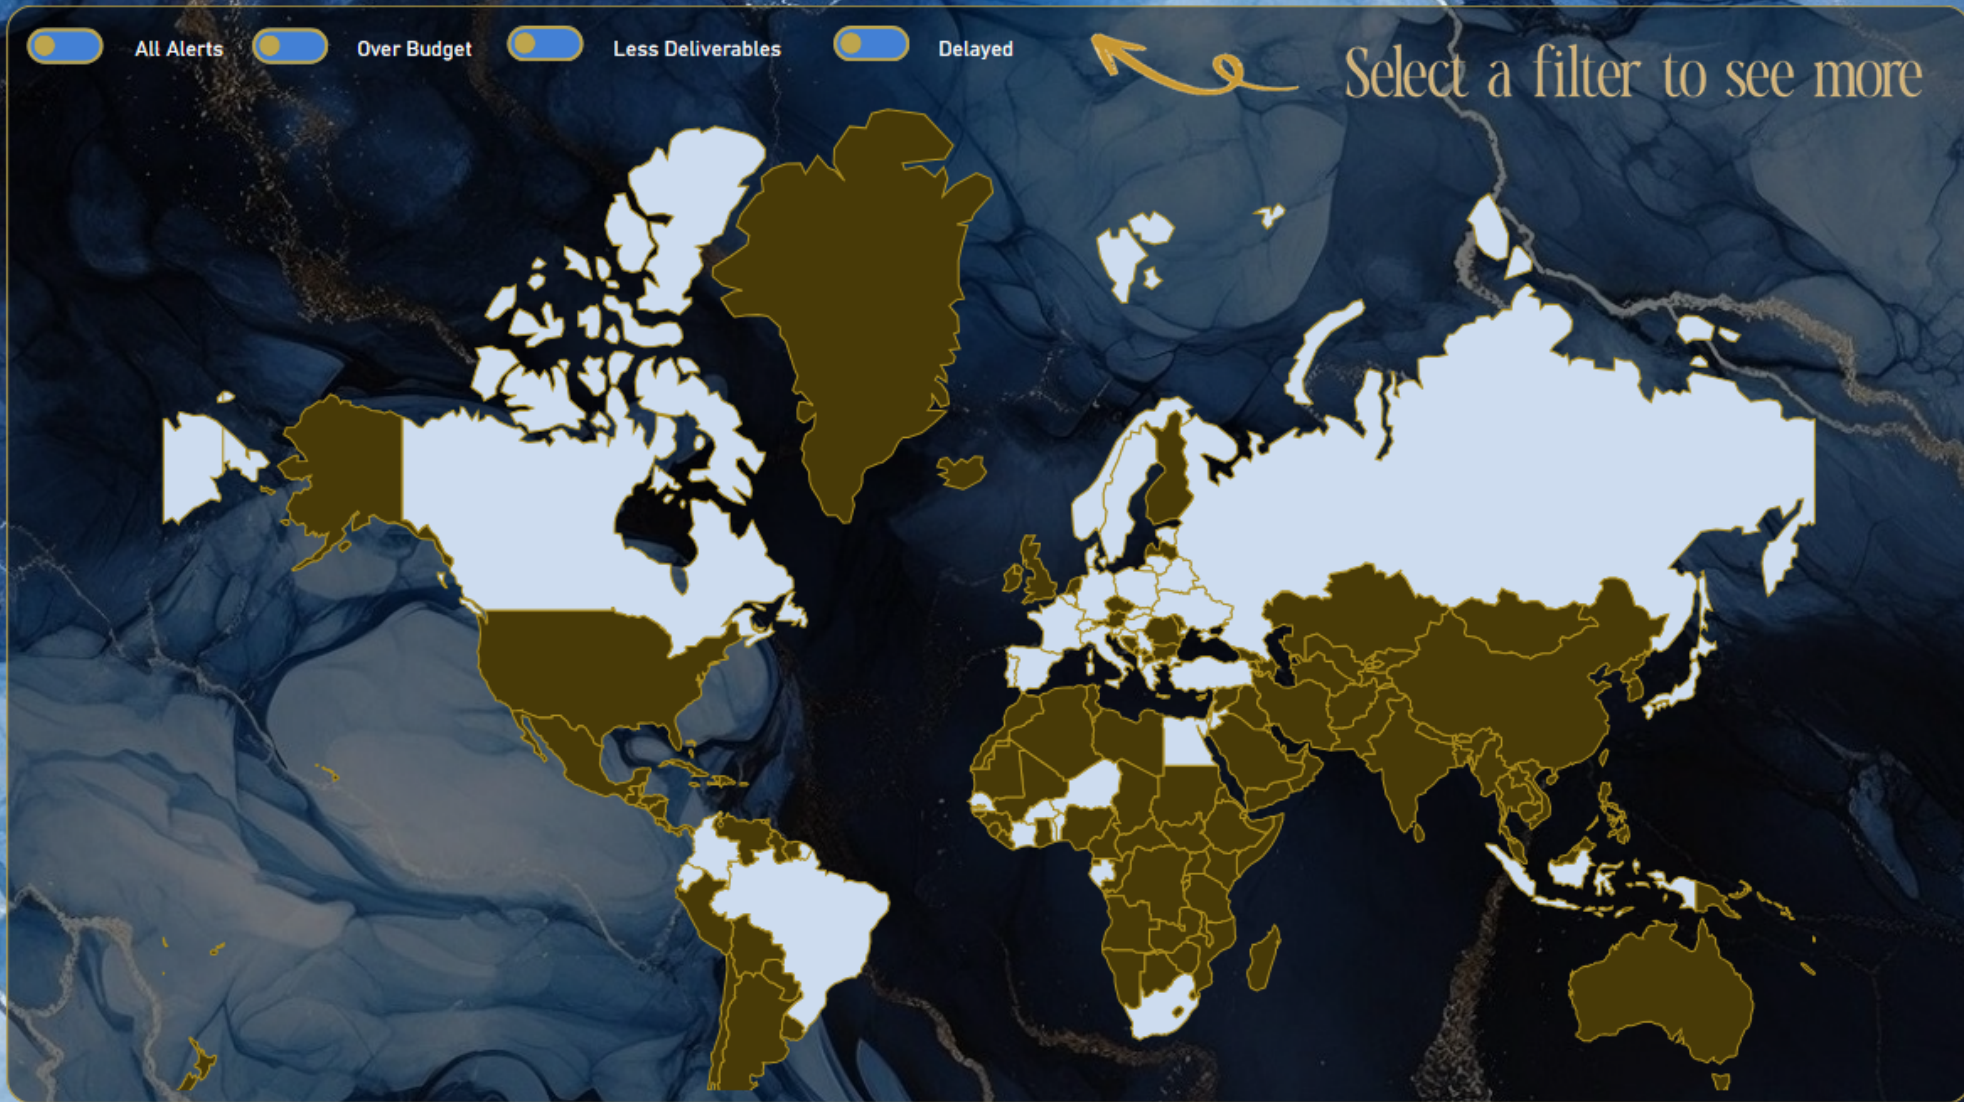 All Alerts
Over Budget
Less Deliverables
Delayed
Select a filter to see more